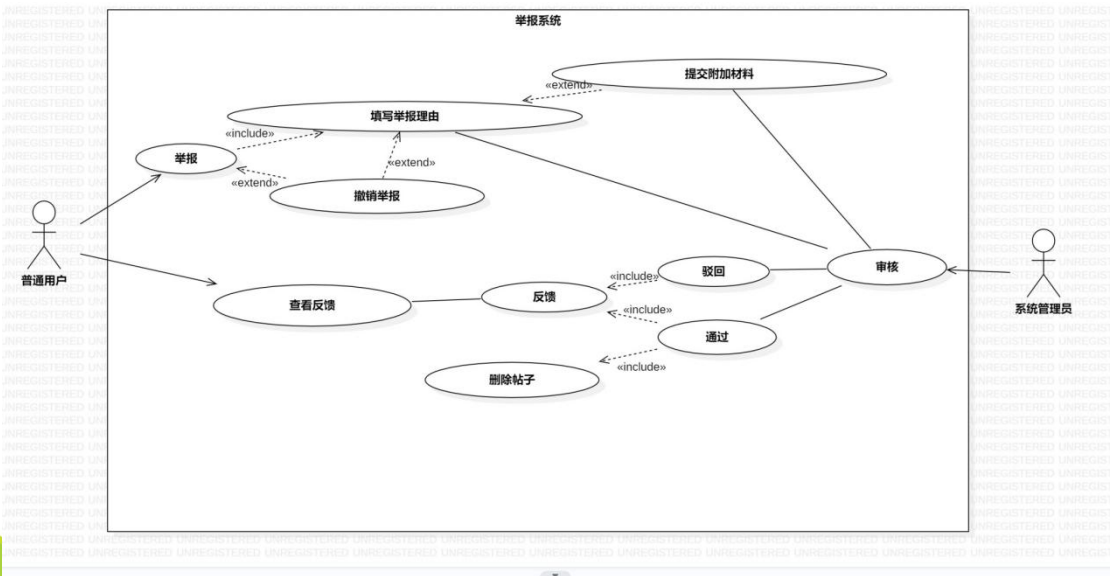 举报系统
提交附加材料
«extend»
填写举报理由
«include»
举报
«extend»
«extend»
撤销举报
普通用户
审核
驳回
«include»
系统管理员
查看反馈
反馈
«include»
通过
删除帖子
«include»
UNREGISTERED